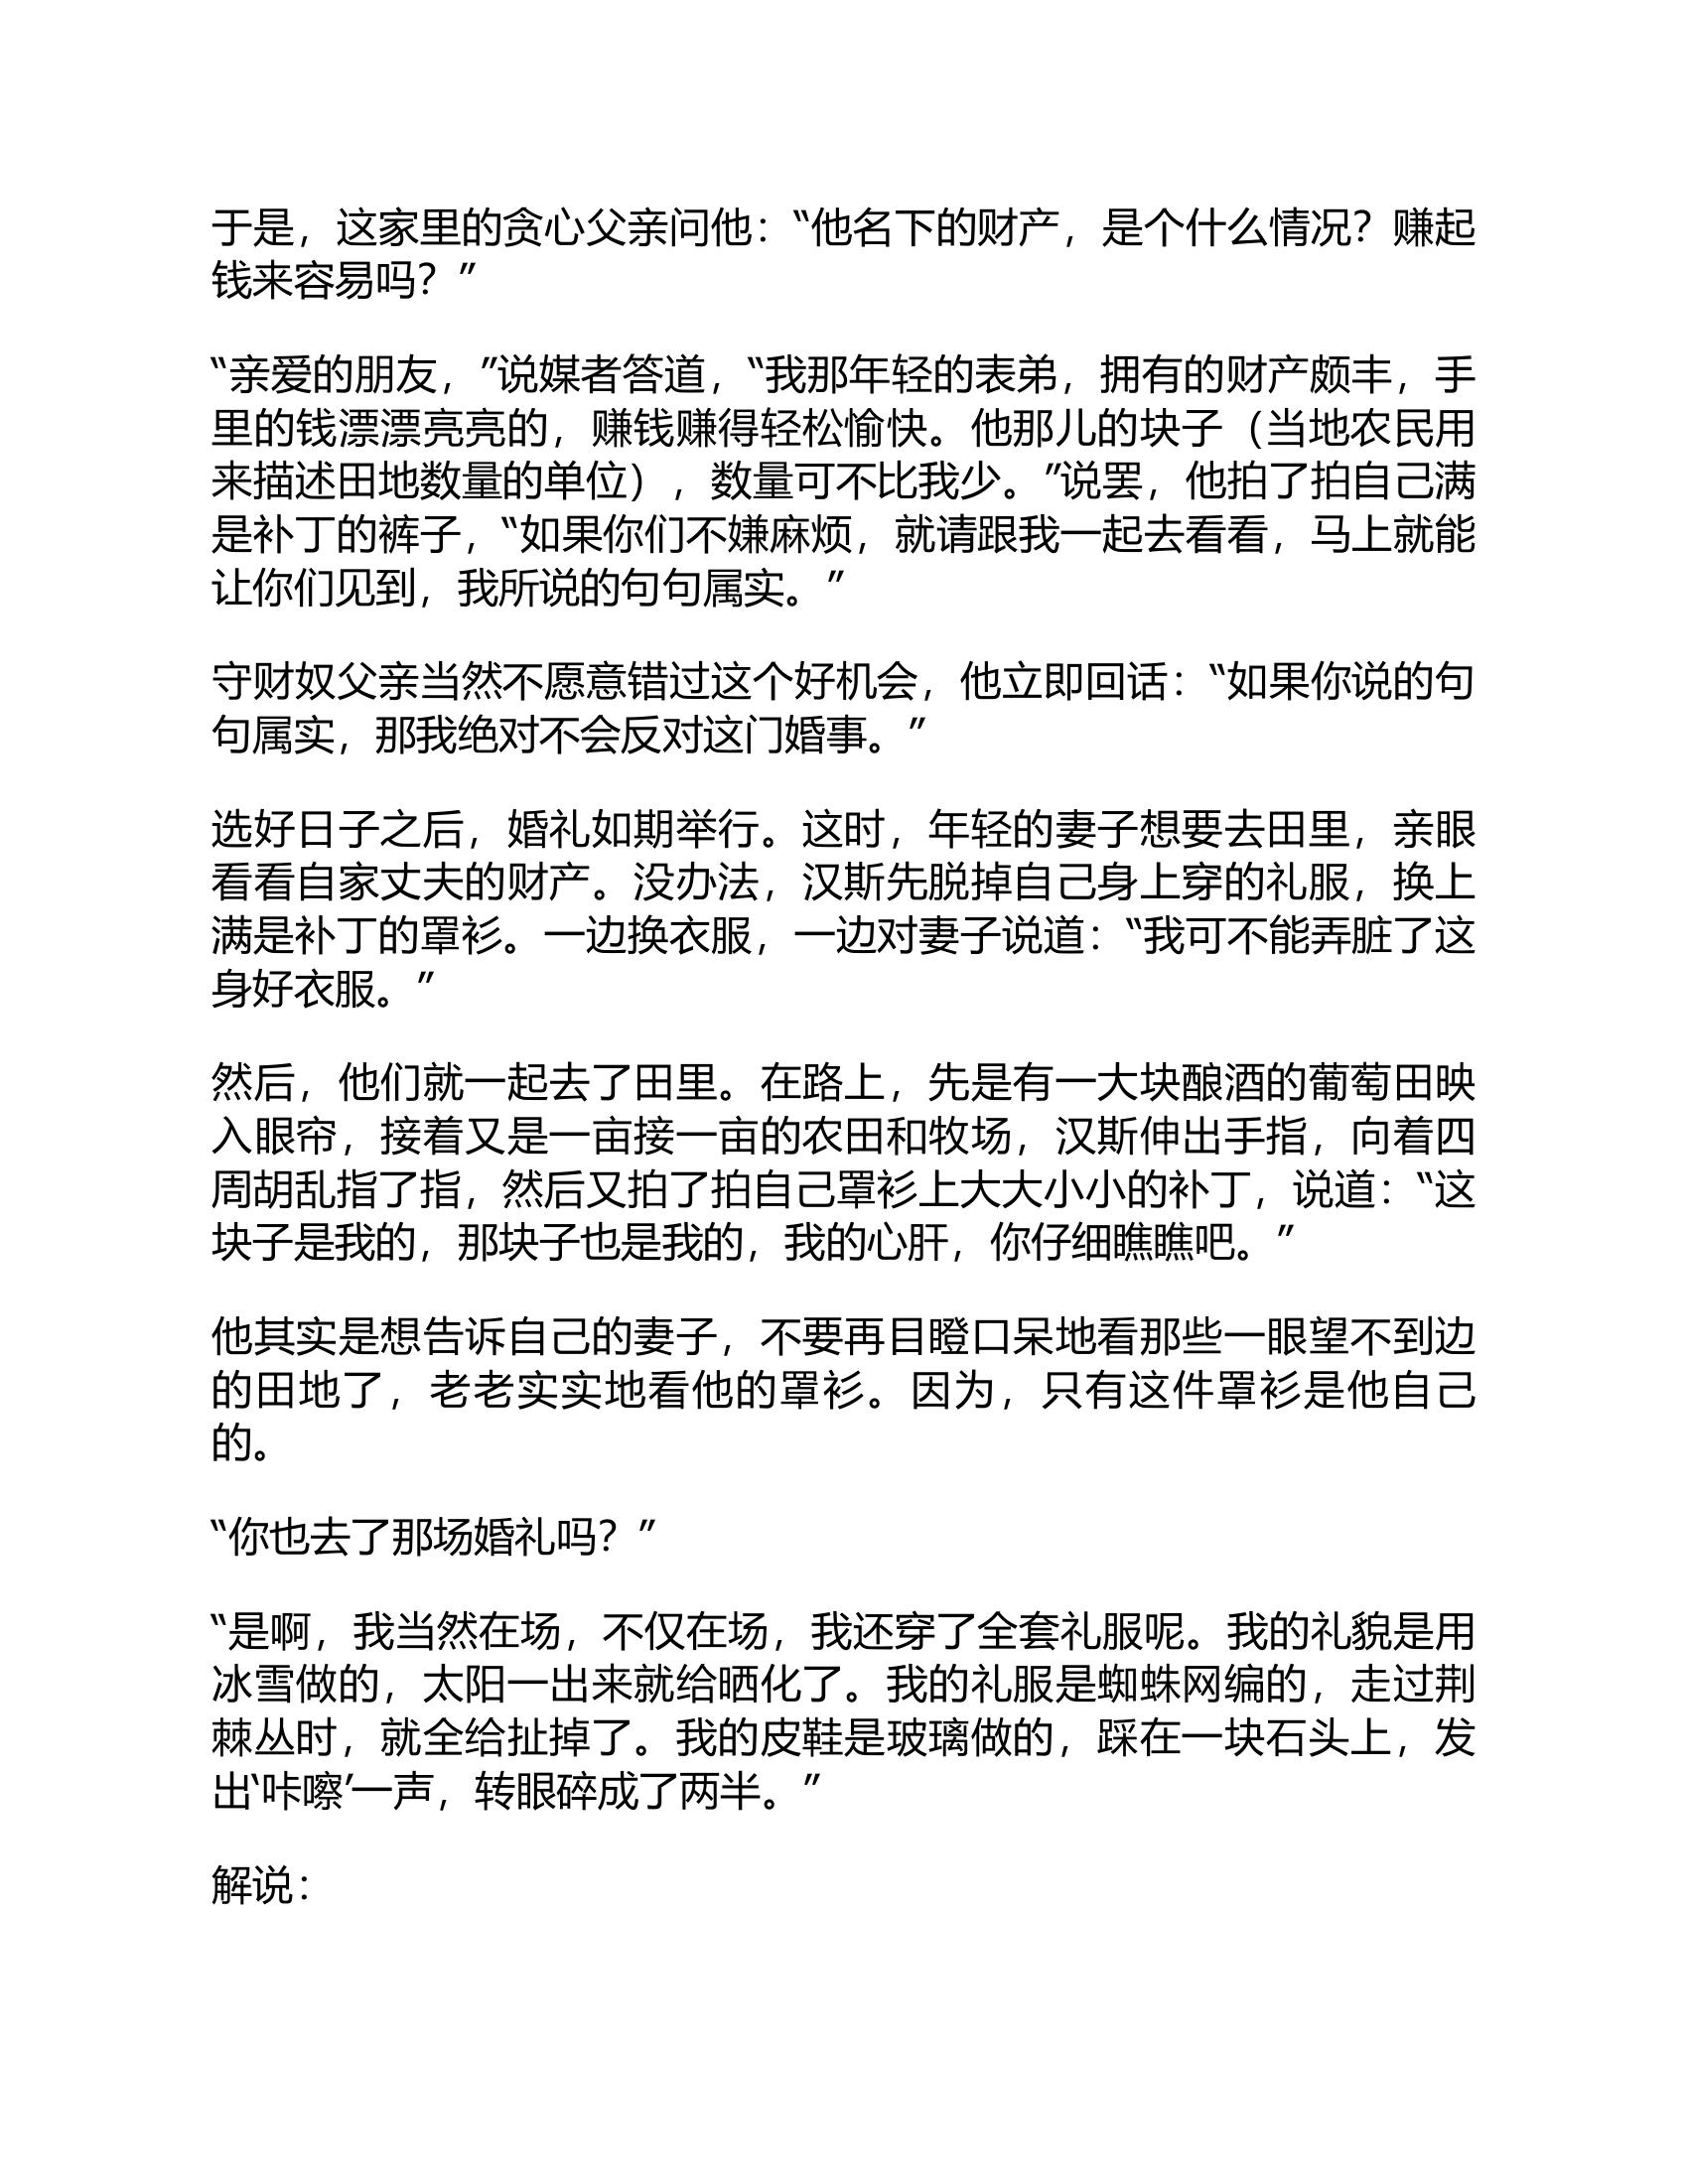 于是，这家里的贪心父亲问他：“他名下的财产，是个什么情况？赚起
钱来容易吗？”
“亲爱的朋友，”说媒者答道，“我那年轻的表弟，拥有的财产颇丰，手
里的钱漂漂亮亮的，赚钱赚得轻松愉快。他那儿的块子（当地农民用
来描述田地数量的单位），数量可不比我少。”说罢，他拍了拍自己满
是补丁的裤子，“如果你们不嫌麻烦，就请跟我一起去看看，马上就能
让你们见到，我所说的句句属实。”
守财奴父亲当然不愿意错过这个好机会，他立即回话：“如果你说的句
句属实，那我绝对不会反对这门婚事。”
选好日子之后，婚礼如期举行。这时，年轻的妻子想要去田里，亲眼
看看自家丈夫的财产。没办法，汉斯先脱掉自己身上穿的礼服，换上
满是补丁的罩衫。一边换衣服，一边对妻子说道：“我可不能弄脏了这
身好衣服。”
然后，他们就一起去了田里。在路上，先是有一大块酿酒的葡萄田映
入眼帘，接着又是一亩接一亩的农田和牧场，汉斯伸出手指，向着四
周胡乱指了指，然后又拍了拍自己罩衫上大大小小的补丁，说道：“这
块子是我的，那块子也是我的，我的心肝，你仔细瞧瞧吧。”
他其实是想告诉自己的妻子，不要再目瞪口呆地看那些一眼望不到边
的田地了，老老实实地看他的罩衫。因为，只有这件罩衫是他自己
的。
“你也去了那场婚礼吗？”
“是啊，我当然在场，不仅在场，我还穿了全套礼服呢。我的礼貌是用
冰雪做的，太阳一出来就给晒化了。我的礼服是蜘蛛网编的，走过荆
棘丛时，就全给扯掉了。我的皮鞋是玻璃做的，踩在一块石头上，发
出‘咔嚓’一声，转眼碎成了两半。”
解说：